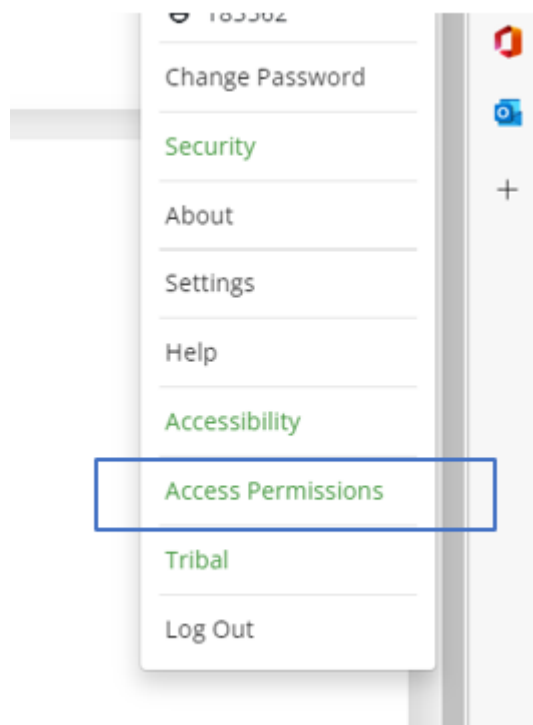 Change Password
Security
About
Settings
Help
Accessibility
Access Permissions
Tribal
Log Out